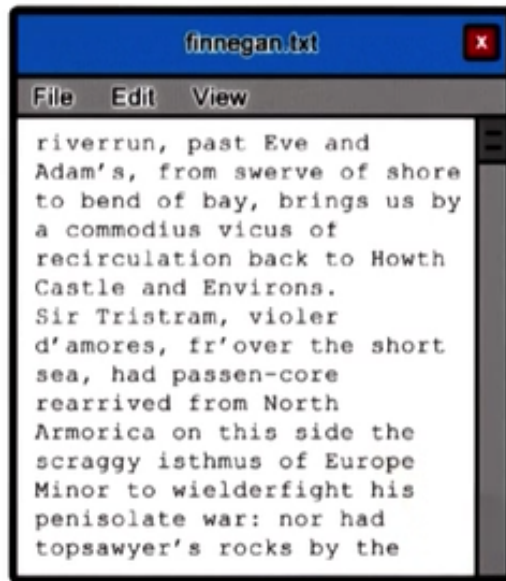 finnegan.txt
x
File Edit View
riverrun, past Eve and
Adam's, from swerve of shore
to bend of bay, brings us by
a commodius vicus of
recirculation back to Howth
Castle and Environs.
Sir Tristram, violer
d'amores, fr'over the short
sea, had passen-core
rearrived from North
Armorica on this side the
scraggy isthmus of Europe
Minor to wielderfight his
penisolate war: nor had
topsawyer's rocks by the